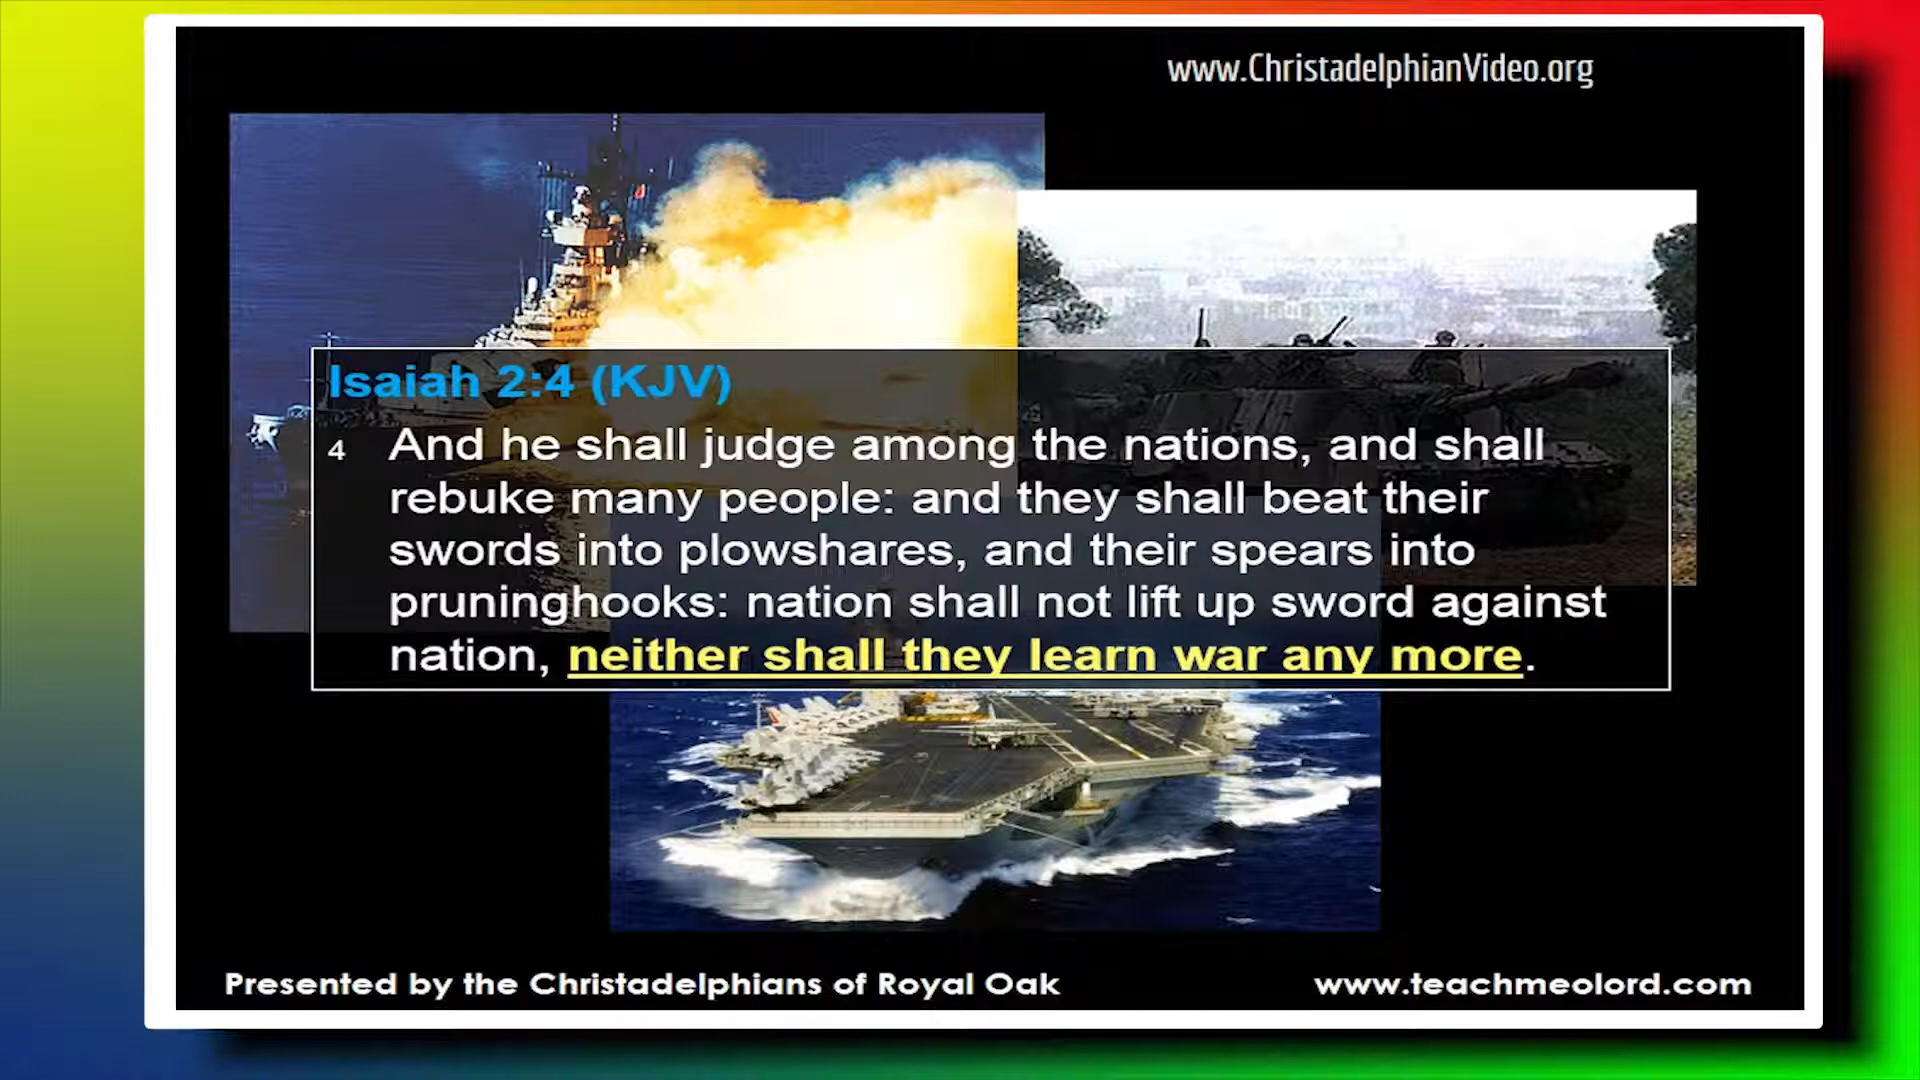 www.ChristadelphianVideo.org
Isaiah 2:4 (KJV)
4 And he shall judge among the nations, and shall
rebuke many people: and they shall beat their
swords into plowshares, and their spears into
pruninghooks: nation shall not lift up sword against
nation, neither shall they learn war any more.
Presented by the Christadelphians of Royal Oak
www.teachmeolord.com